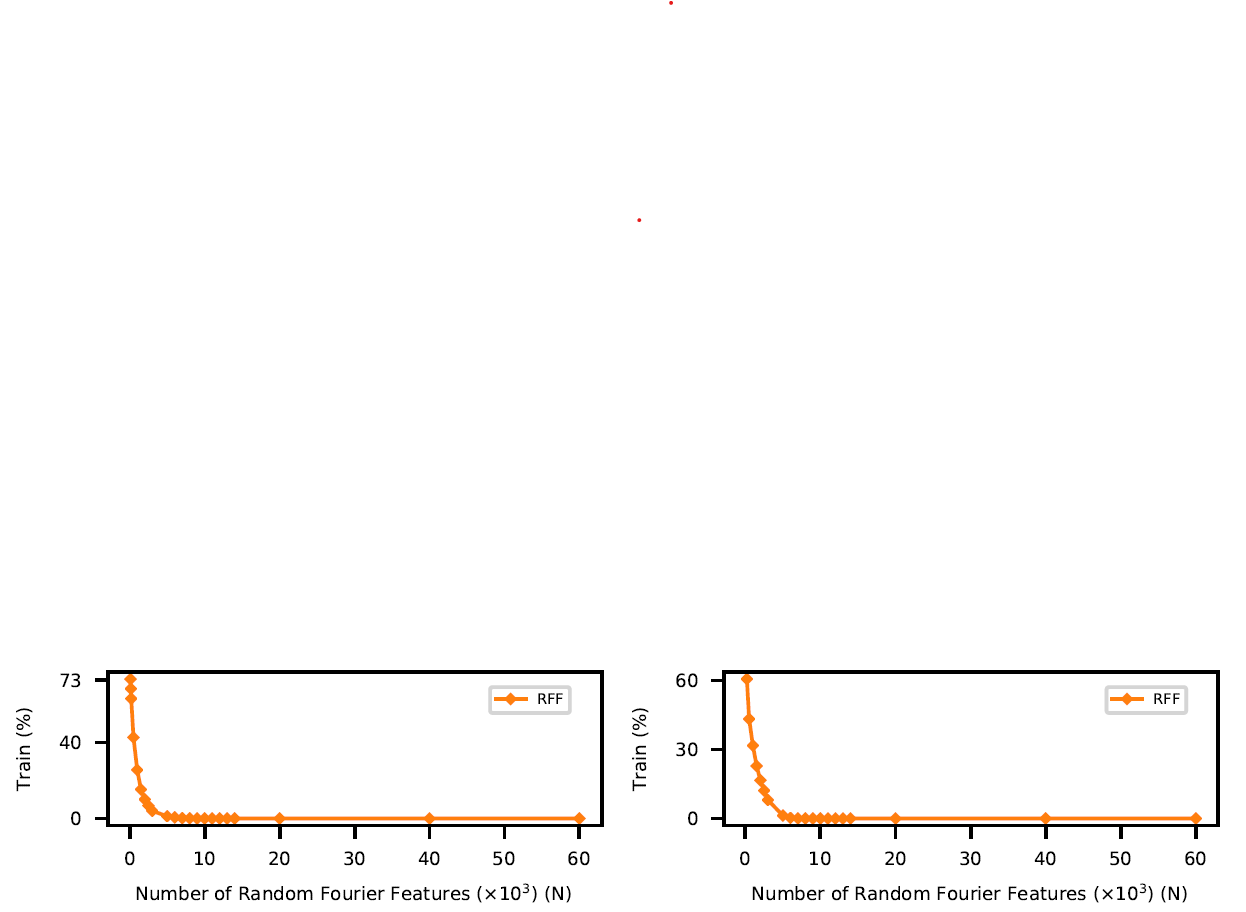 73
40
0
Train (%)
RFF
0 10 20 30 40 50 60
Number of Random Fourier Features (×10³) (N)
60
30
0
Train (%)
RFF
0 10 20 30 40 50 60
Number of Random Fourier Features (×10³) (N)